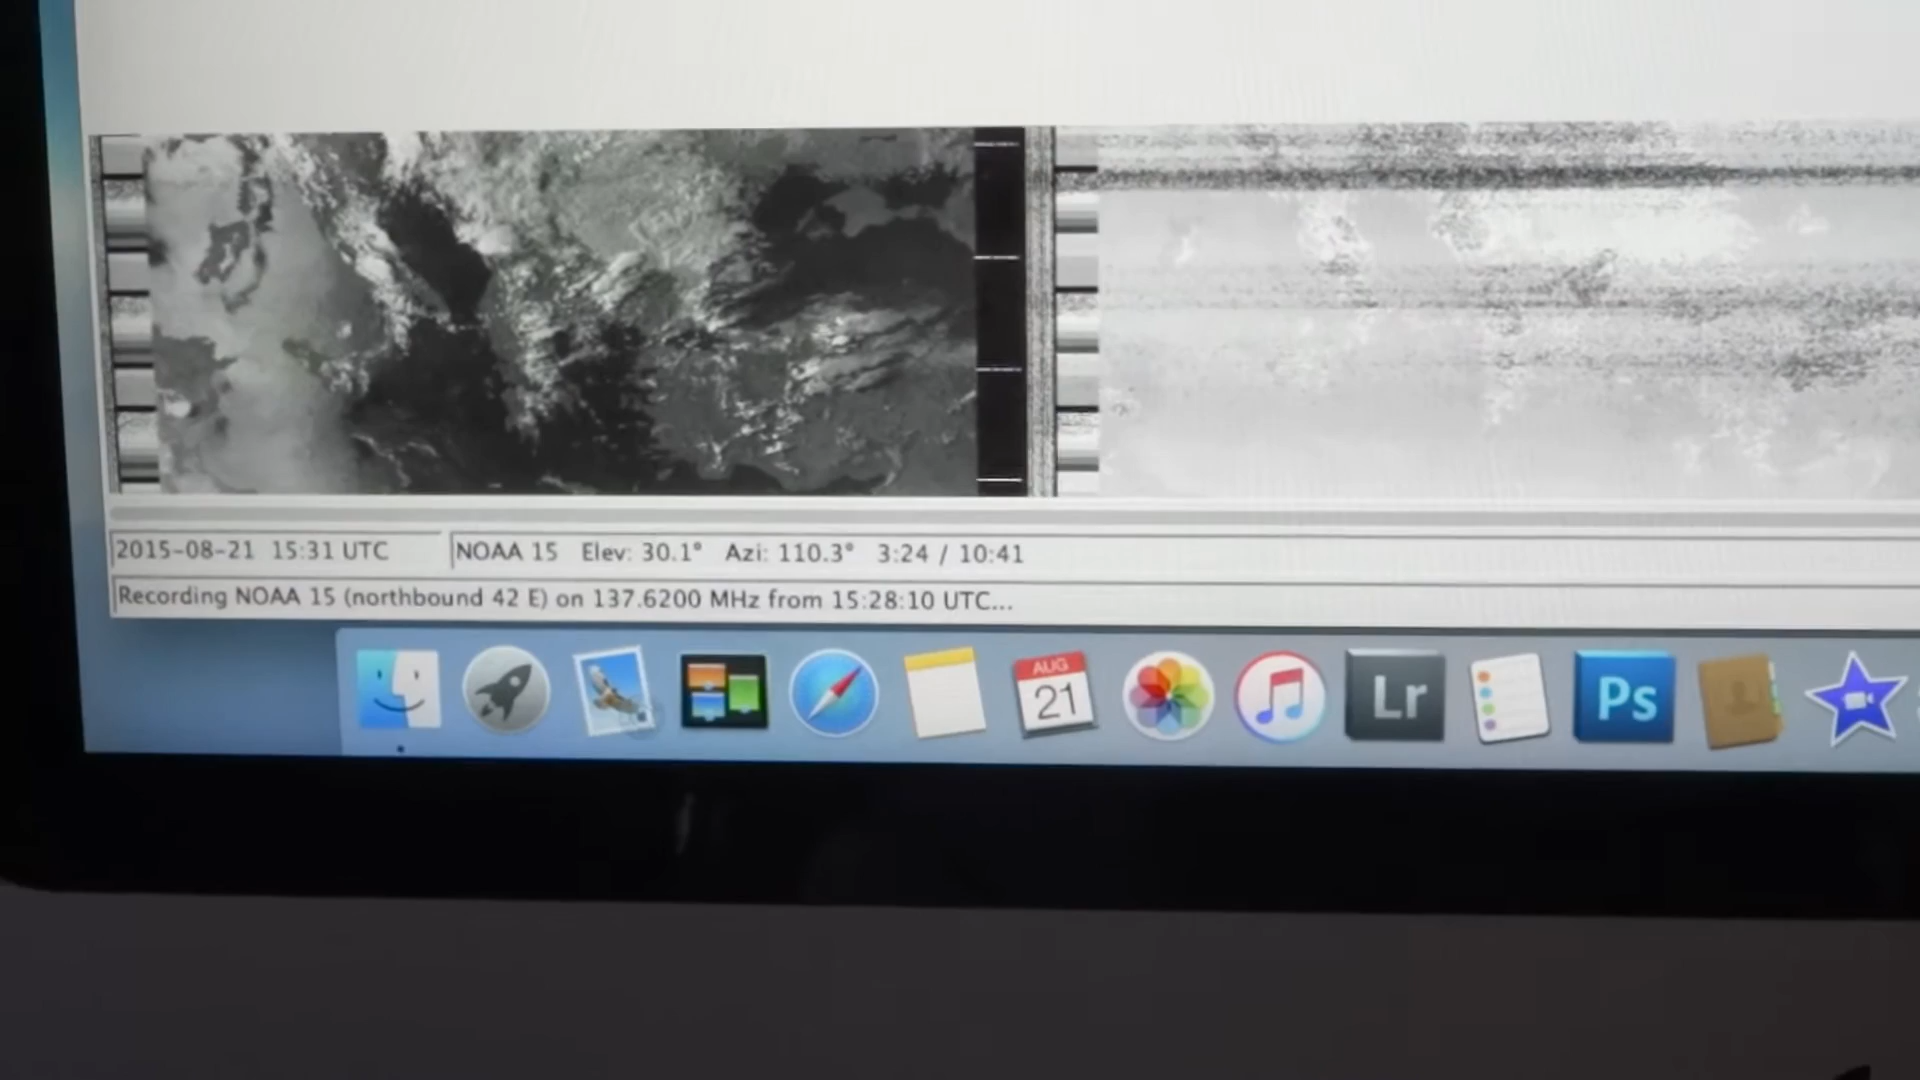 2015-08-21 15:31 UTC
NOAA 15 Elev: 30.1° Azi: 110.3° 3:24 / 10:41
Recording NOAA 15 (northbound 42 E) on 137.6200 MHz from 15:28:10 UTC...
AUG
21
Lr
Ps